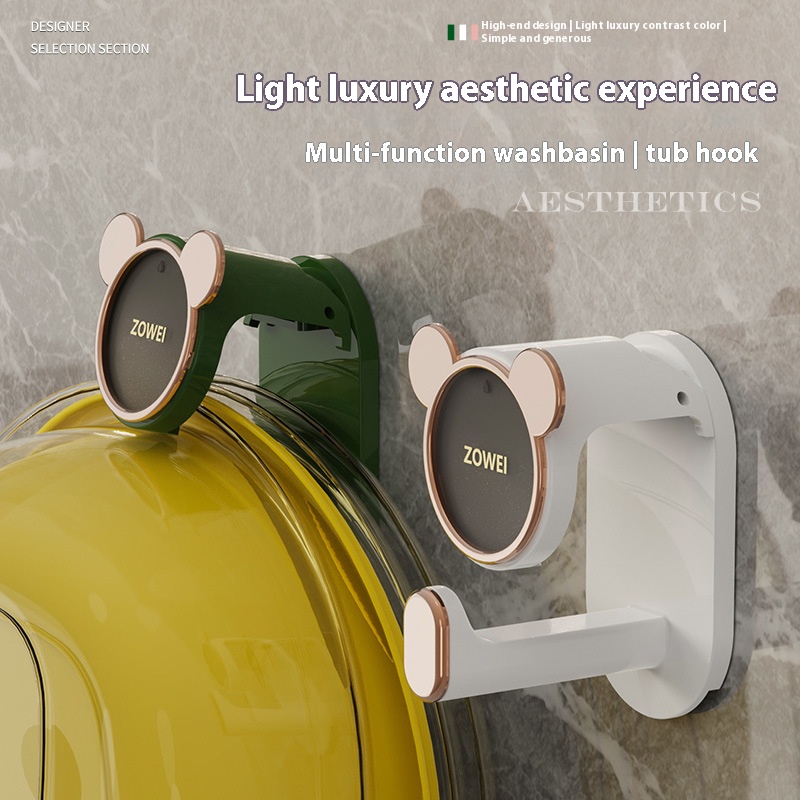 DESIGNER
SELECTION SECTION
High-end design | Light luxury contrast color |
Simple and generous
Light luxury aesthetic experience
Multi-function washbasin | tub hook
AESTHETICS
ZOWEI
ZOWEI